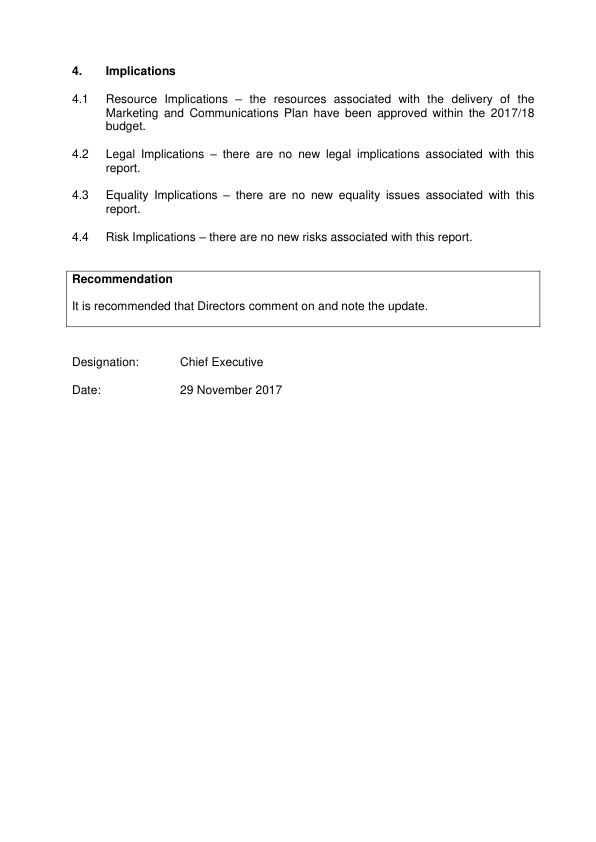 4. Implications
4.1 Resource Implications – the resources associated with the delivery of the
Marketing and Communications Plan have been approved within the 2017/18
budget.
4.2 Legal Implications – there are no new legal implications associated with this
report.
4.3 Equality Implications – there are no new equality issues associated with this
report.
4.4 Risk Implications – there are no new risks associated with this report.
Recommendation
It is recommended that Directors comment on and note the update.
Designation: Chief Executive
Date: 29 November 2017